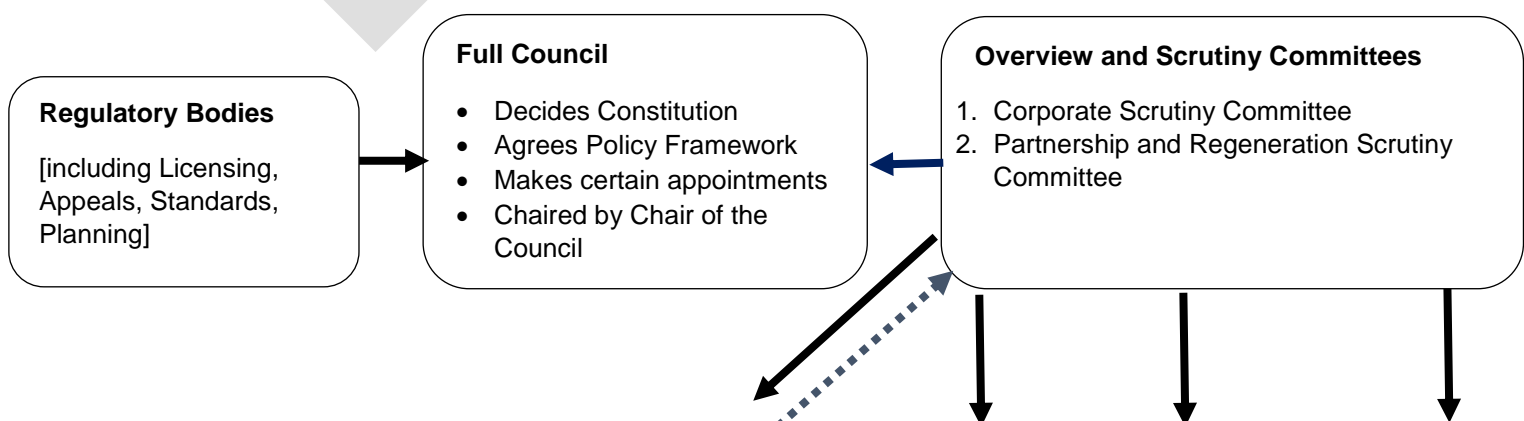 Regulatory Bodies
[including Licensing,
Appeals, Standards,
Planning]
Full Council
• Decides Constitution
• Agrees Policy Framework
• Makes certain appointments
• Chaired by Chair of the
Council
Overview and Scrutiny Committees
1. Corporate Scrutiny Committee
2. Partnership and Regeneration Scrutiny
Committee